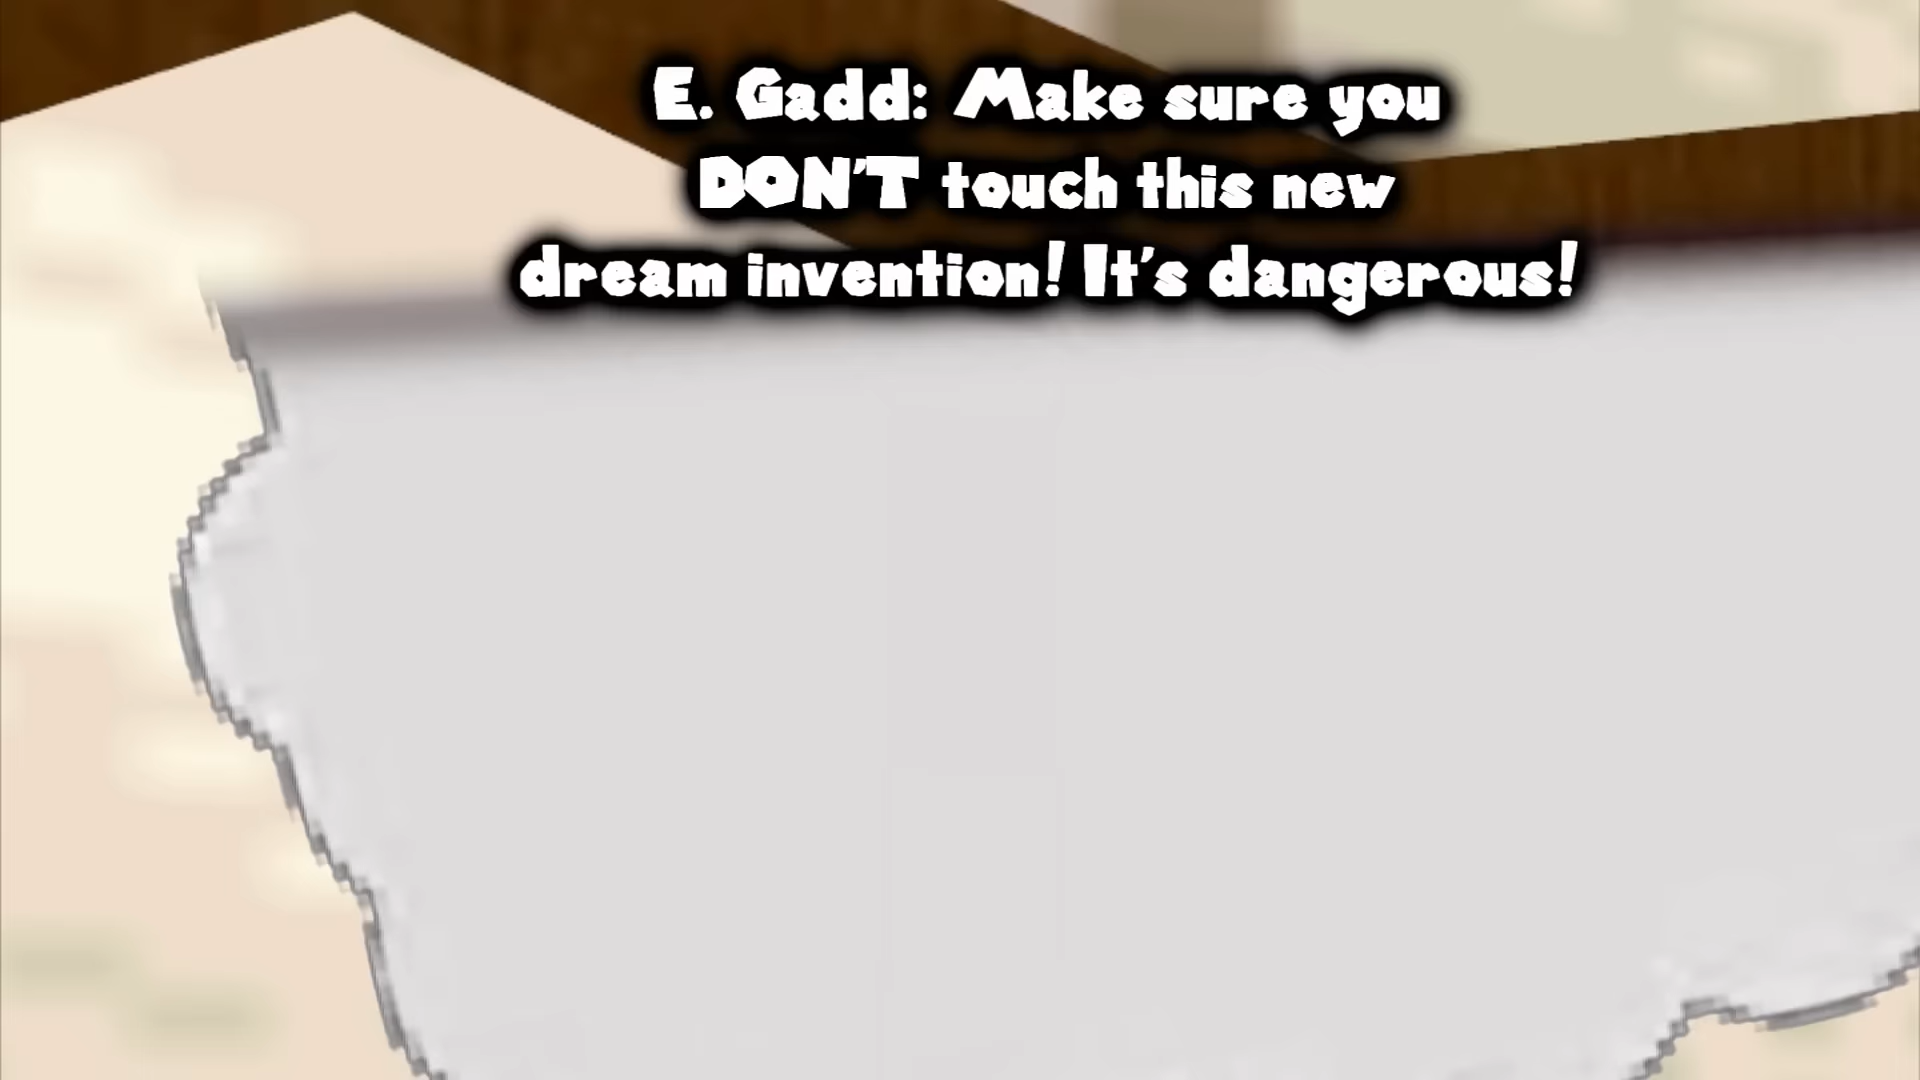 E. Gadd: Make sure you
DON'T touch this new
dream invention! It's dangerous!